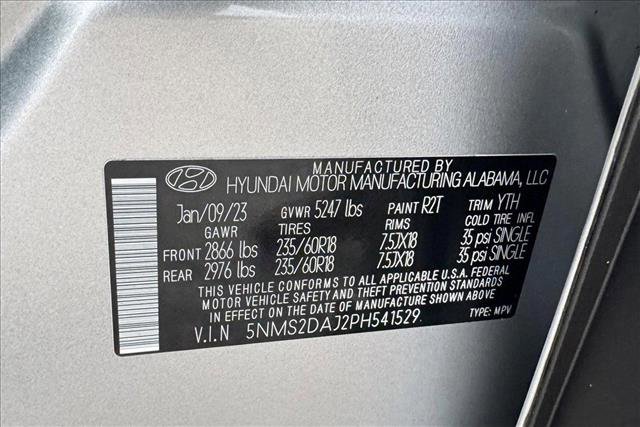 MANUFACTURED BY
HYUNDAI MOTOR MANUFACTURING ALABAMA, LLC
Jan/09/23 GVWR 5247 lbs PAINT R2T TRIM YTH
GAWR TIRES RIMS COLD TIRE INFL
FRONT 2866 lbs 235/60R18 7.5JX18 35 psi SINGLE
REAR 2976 lbs 235/60R18 7.5JX18 35 psi SINGLE
THIS VEHICLE CONFORMS TO ALL APPLICABLE U.S.A. FEDERAL
MOTOR VEHICLE SAFETY AND THEFT PREVENTION STANDARDS
IN EFFECT ON THE DATE OF MANUFACTURE SHOWN ABOVE.
V.I.N 5NMS2DAJ2PH541529. TYPE: MPV